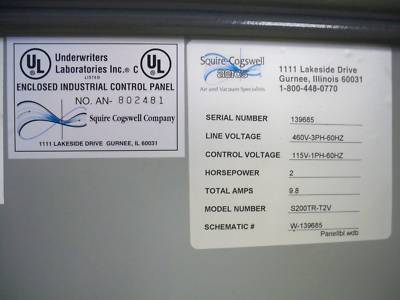 UL
Underwriters
Laboratories Inc.® C
LISTED
UL
ENCLOSED INDUSTRIAL CONTROL PANEL
NO. AN- 802481
Squire Cogswell Company
1111 LAKESIDE DRIVE GURNEE, IL 60031
Squire-Cogswell
aeros
Air and Vacuum Specialists
1111 Lakeside Drive
Gurnee, Illinois 60031
1-800-448-0770
SERIAL NUMBER 139685
LINE VOLTAGE 460V-3PH-60HZ
CONTROL VOLTAGE 115V-1PH-60HZ
HORSEPOWER 2
TOTAL AMPS 9.8
MODEL NUMBER S200TR-T2V
SCHEMATIC # W-139685
Paneltbl.wdb